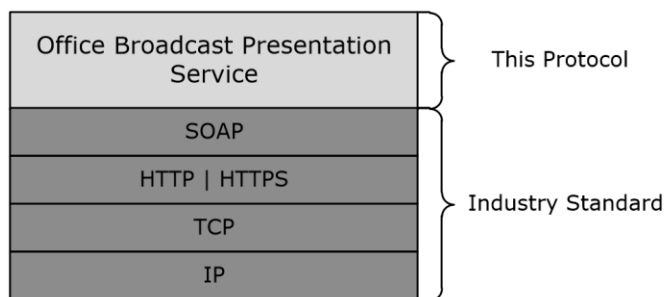 Office Broadcast Presentation
Service
This Protocol
SOAP
HTTP | HTTPS
TCP
IP
Industry Standard